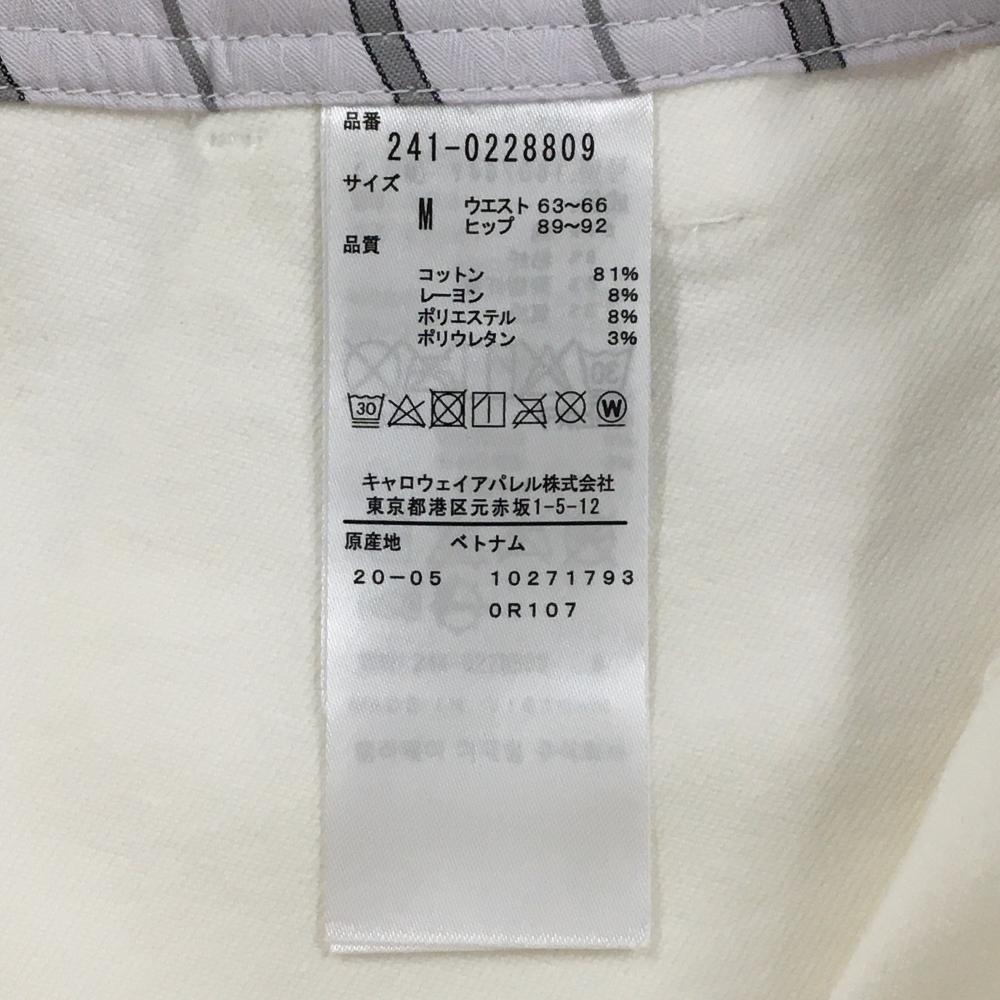 品番
241-0228809
サイズ
M ウエスト 63~66
ヒップ 89~92
品質
コットン 81%
レーヨン 8%
ポリエステル 8%
ポリウレタン 3%
30 W
キャロウェイアパレル株式会社
東京都港区元赤坂1-5-12
原産地 ベトナム
20-05 10271793
0R107